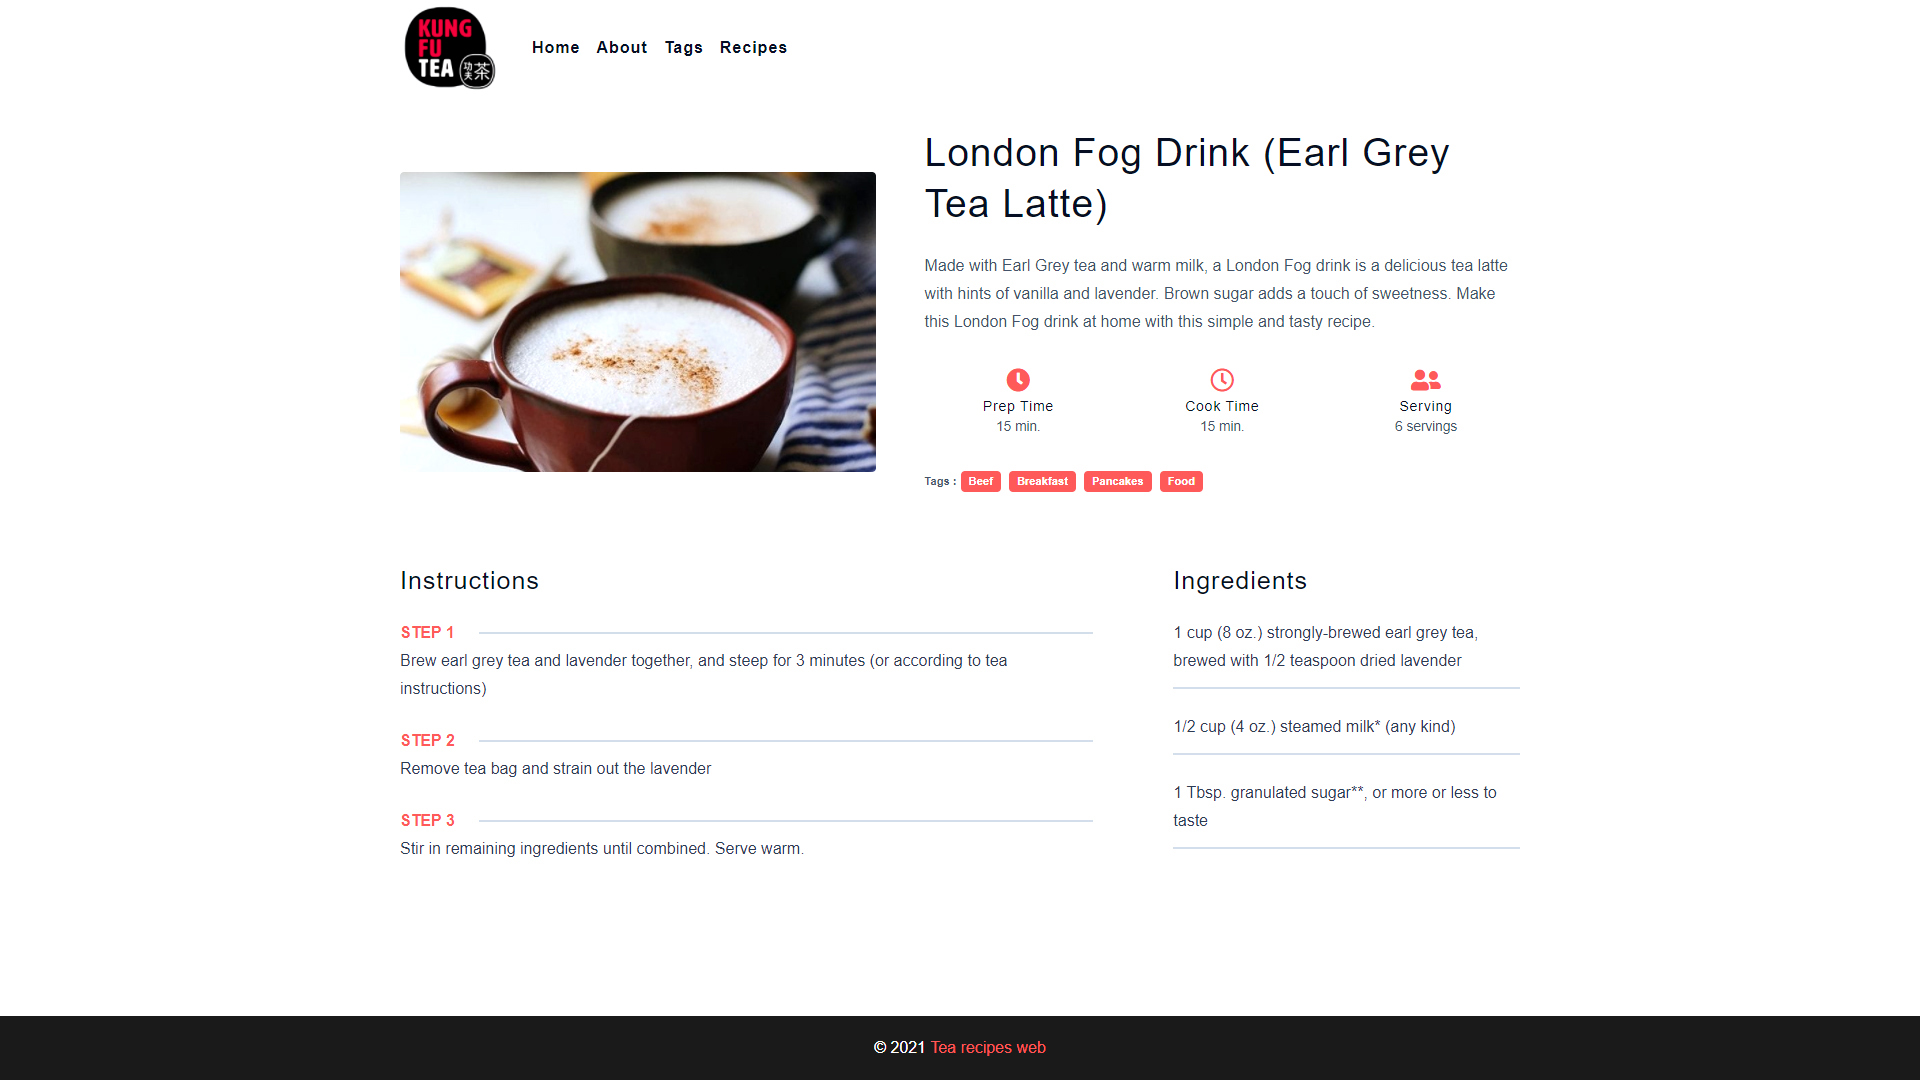 KUNG
FU
TEA 功夫茶
Home About Tags Recipes
London Fog Drink (Earl Grey
Tea Latte)
Made with Earl Grey tea and warm milk, a London Fog drink is a delicious tea latte
with hints of vanilla and lavender. Brown sugar adds a touch of sweetness. Make
this London Fog drink at home with this simple and tasty recipe.
Prep Time
15 min.
Cook Time
15 min.
Serving
6 servings
Tags : Beef Breakfast Pancakes Food
Instructions
STEP 1
Brew earl grey tea and lavender together, and steep for 3 minutes (or according to tea
instructions)
STEP 2
Remove tea bag and strain out the lavender
STEP 3
Stir in remaining ingredients until combined. Serve warm.
Ingredients
1 cup (8 oz.) strongly-brewed earl grey tea,
brewed with 1/2 teaspoon dried lavender
1/2 cup (4 oz.) steamed milk* (any kind)
1 Tbsp. granulated sugar**, or more or less to
taste
© 2021 Tea recipes web